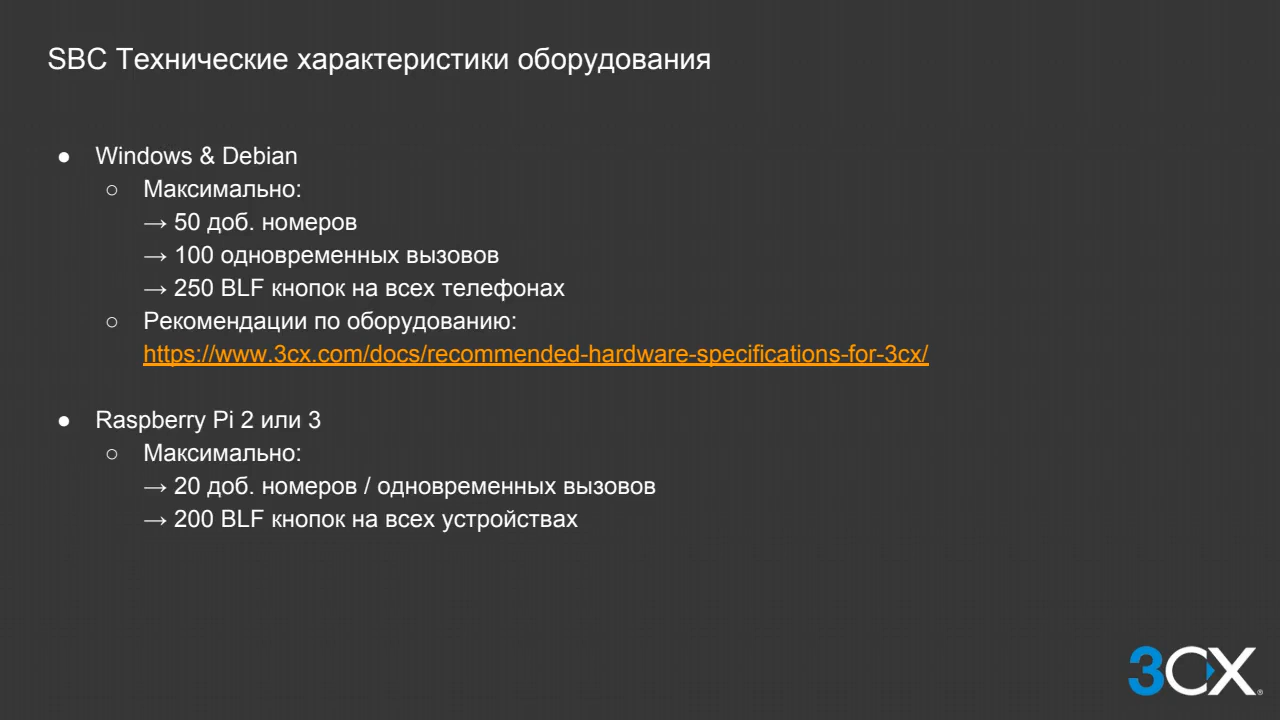 SBC Технические характеристики оборудования
● Windows & Debian
○ Максимально:
→ 50 доб. номеров
→ 100 одновременных вызовов
→ 250 BLF кнопок на всех телефонах
○ Рекомендации по оборудованию:
https://www.3cx.com/docs/recommended-hardware-specifications-for-3cx/
● Raspberry Pi 2 или 3
○ Максимально:
→ 20 доб. номеров / одновременных вызовов
→ 200 BLF кнопок на всех устройствах
3CX®